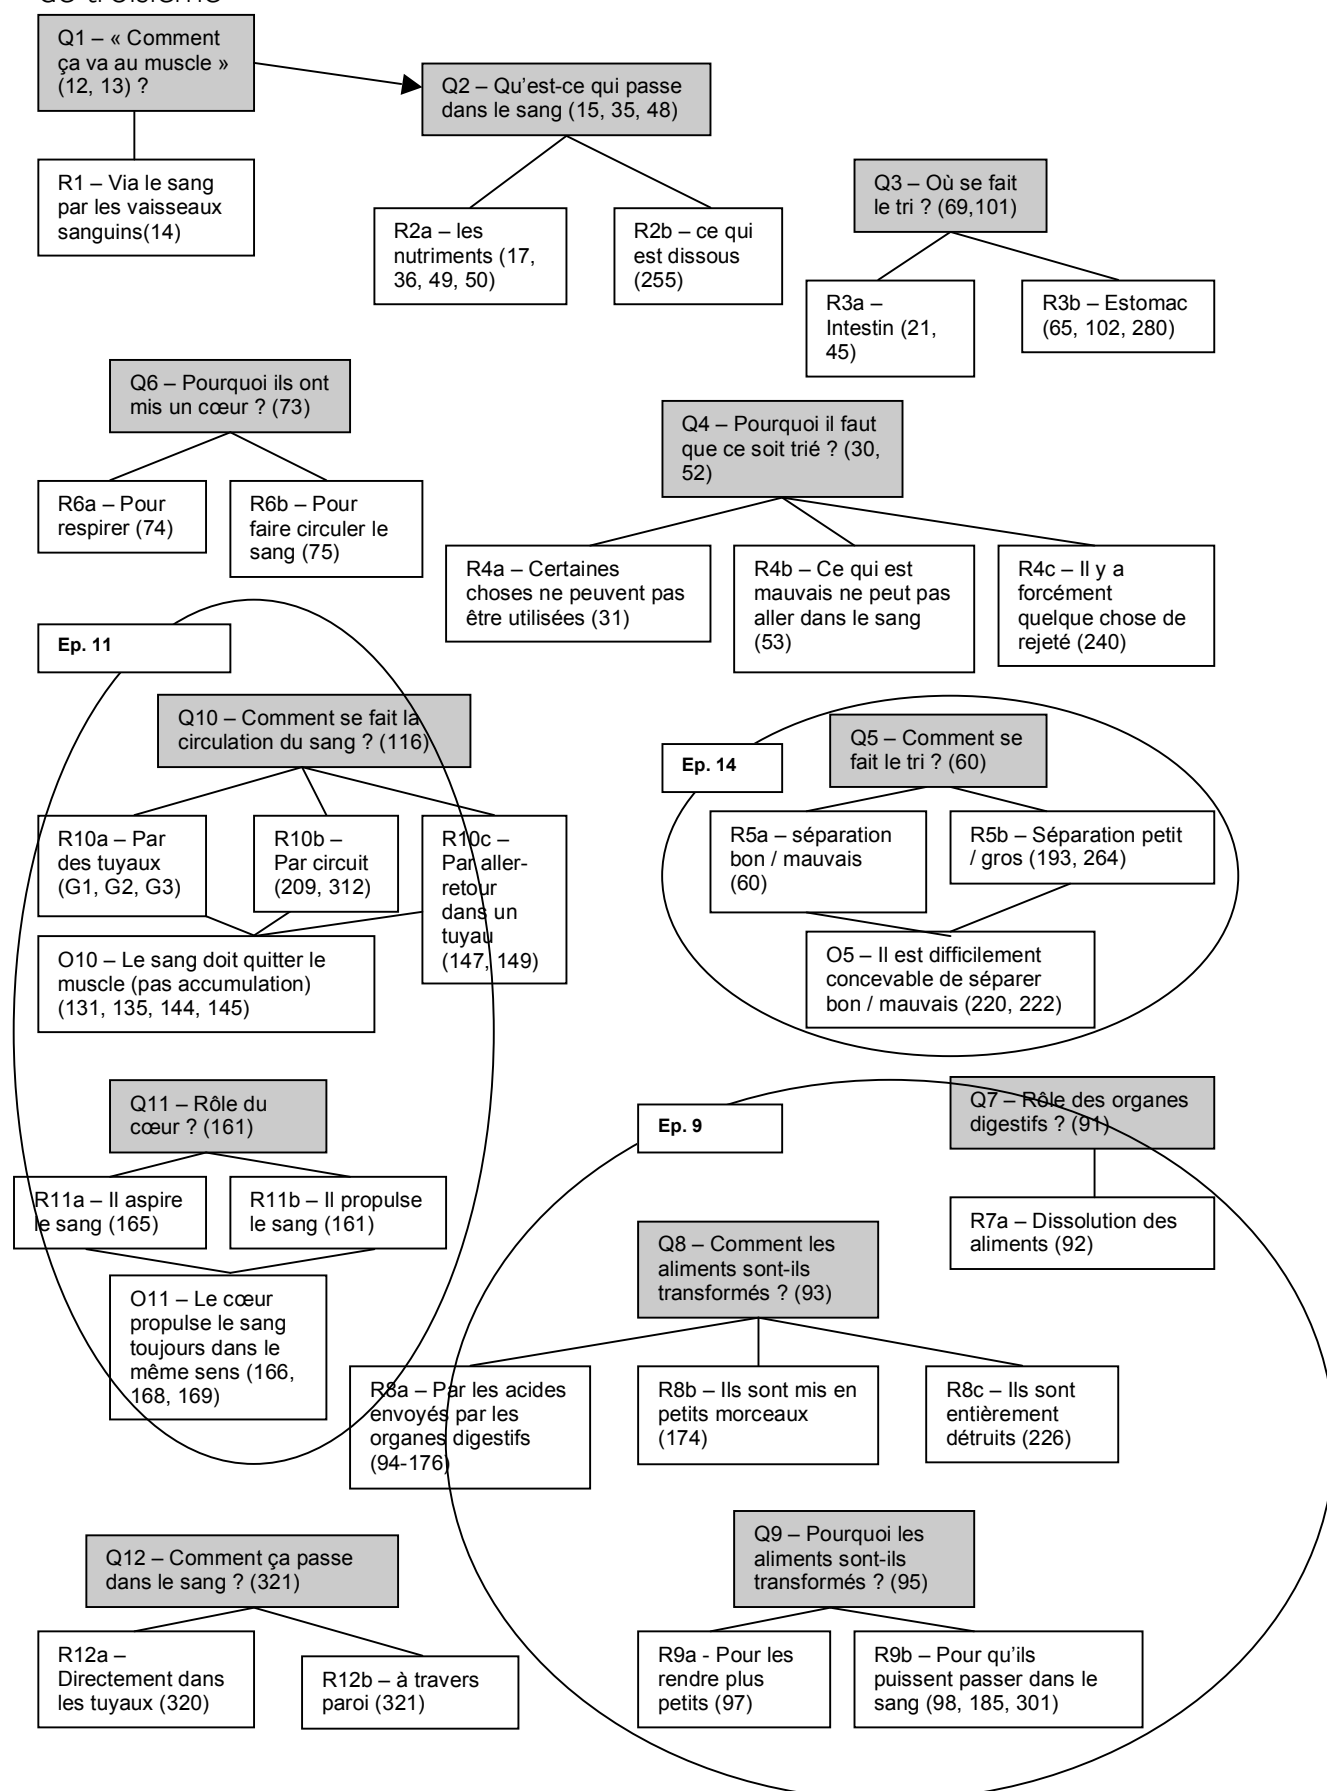 de troisième
Q1 – « Comment
ça va au muscle »
(12, 13) ?
Q2 – Qu’est-ce qui passe
dans le sang (15, 35, 48)
R1 – Via le sang
par les vaisseaux
sanguins(14)
Q3 – Où se fait
le tri ? (69,101)
R2a – les
nutriments (17,
36, 49, 50)
R2b – ce qui
est dissous
(255)
R3a –
Intestin (21,
45)
R3b – Estomac
(65, 102, 280)
Q6 – Pourquoi ils ont
mis un cœur ? (73)
Q4 – Pourquoi il faut
que ce soit trié ? (30,
52)
R6a – Pour
respirer (74)
R6b – Pour
faire circuler le
sang (75)
R4a – Certaines
choses ne peuvent pas
être utilisées (31)
R4b – Ce qui est
mauvais ne peut pas
aller dans le sang
(53)
R4c – Il y a
forcément
quelque chose de
rejeté (240)
Ep. 11
Q10 – Comment se fait la
circulation du sang ? (116)
Ep. 14
Q5 – Comment se
fait le tri ? (60)
R10a – Par
des tuyaux
(G1, G2, G3)
R10b –
Par circuit
(209, 312)
R10c –
Par aller-
retour
dans un
tuyau
(147, 149)
R5a – séparation
bon / mauvais
(60)
R5b – Séparation petit
/ gros (193, 264)
O10 – Le sang doit quitter le
muscle (pas accumulation)
(131, 135, 144, 145)
O5 – Il est difficilement
concevable de séparer
bon / mauvais (220, 222)
Q11 – Rôle du
cœur ? (161)
Ep. 9
Q7 – Rôle des organes
digestifs ? (91)
R11a – Il aspire
le sang (165)
R11b – Il propulse
le sang (161)
R7a – Dissolution des
aliments (92)
Q8 – Comment les
aliments sont-ils
transformés ? (93)
O11 – Le cœur
propulse le sang
toujours dans le
même sens (166,
168, 169)
R8a – Par les acides
envoyés par les
organes digestifs
(94-176)
R8b – Ils sont mis en
petits morceaux
(174)
R8c – Ils sont
entièrement
détruits (226)
Q12 – Comment ça passe
dans le sang ? (321)
Q9 – Pourquoi les
aliments sont-ils
transformés ? (95)
R12a –
Directement dans
les tuyaux (320)
R12b – à travers
paroi (321)
R9a - Pour les
rendre plus
petits (97)
R9b – Pour qu’ils
puissent passer dans le
sang (98, 185, 301)